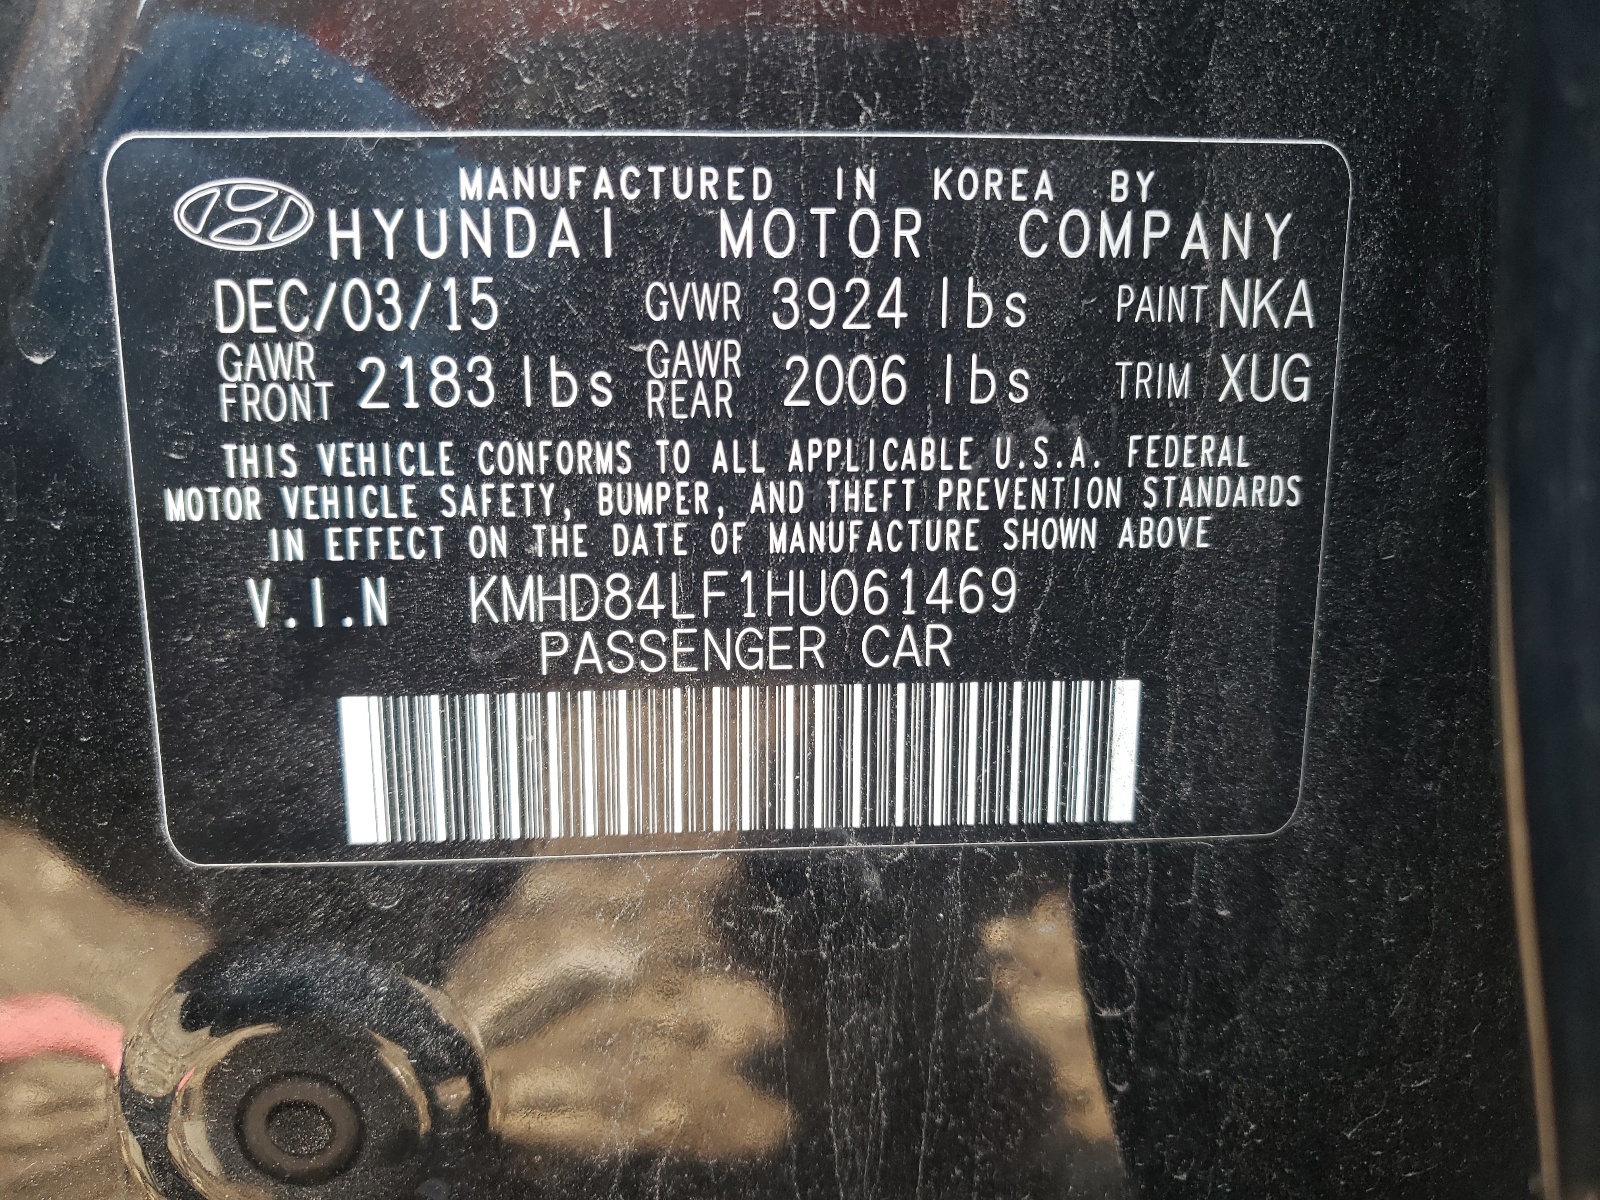 MANUFACTURED IN KOREA BY
HYUNDAI MOTOR COMPANY
DEC/03/15 GVWR 3924 lbs PAINT NKA
GAWR FRONT 2183 lbs GAWR REAR 2006 lbs TRIM XUG
THIS VEHICLE CONFORMS TO ALL APPLICABLE U.S.A. FEDERAL
MOTOR VEHICLE SAFETY, BUMPER, AND THEFT PREVENTION STANDARDS
IN EFFECT ON THE DATE OF MANUFACTURE SHOWN ABOVE
V.I.N KMHD84LF1HU061469
PASSENGER CAR